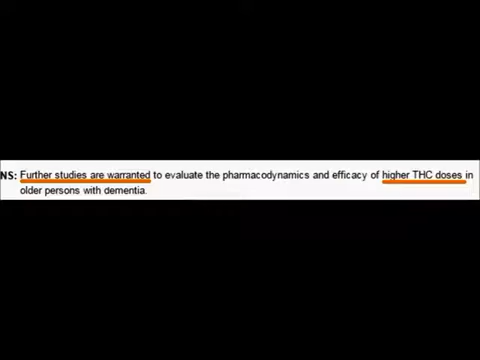 NS: Further studies are warranted to evaluate the pharmacodynamics and efficacy of higher THC doses in
older persons with dementia.